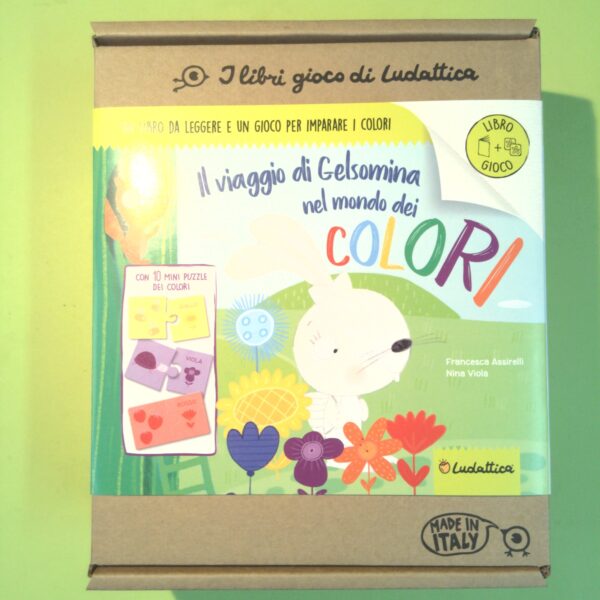 I libri gioco di Ludattica
LIBRO DA LEGGERE E UN GIOCO PER IMPARARE I COLORI
LIBRO
+
GIOCO
Il viaggio di Gelsomina
nel mondo dei
COLORI
CON 10 MINI PUZZLE
DEI COLORI
VIOLA
ROSSO
Francesca Assirelli
Nina Viola
Ludattica
MADE IN
ITALY